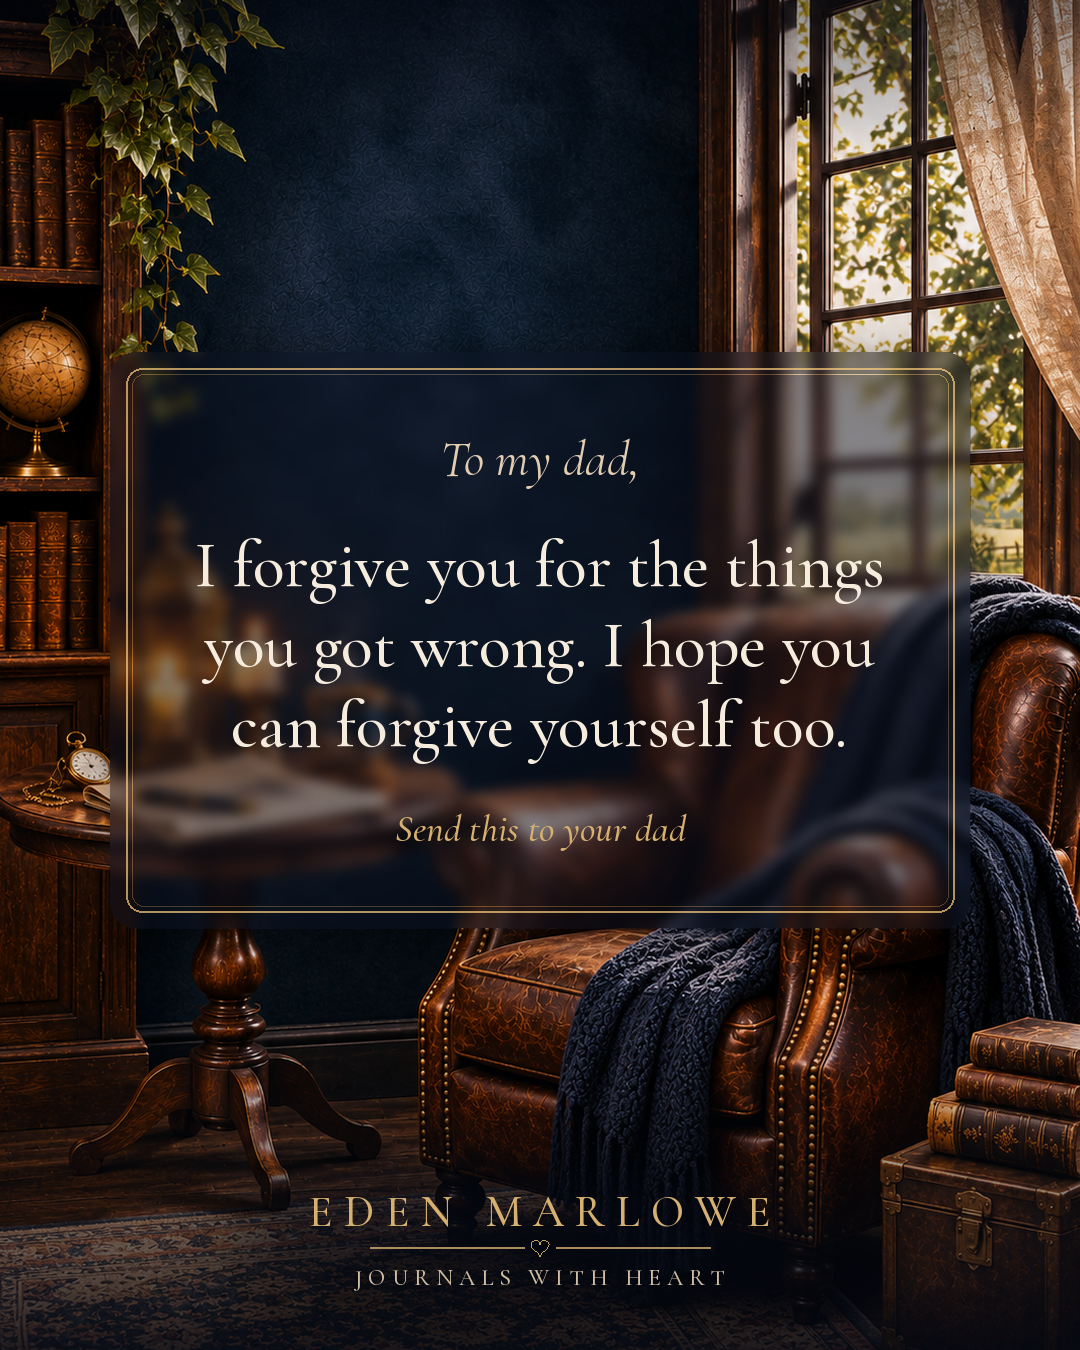 To my dad,
I forgive you for the things
you got wrong. I hope you
can forgive yourself too.
Send this to your dad
EDEN MARLOWE
JOURNALS WITH HEART